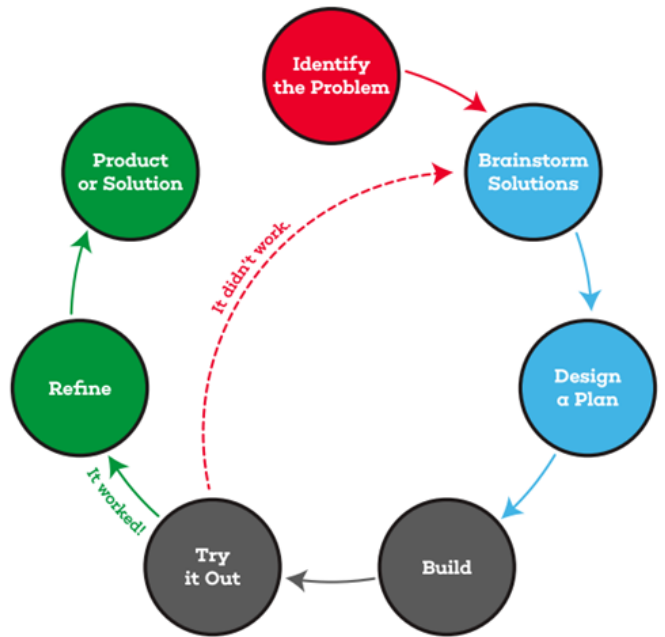 Identify
the Problem
Brainstorm
Solutions
Design
a Plan
Build
Try
it Out
It didn't work.
It worked!
Refine
Product
or Solution